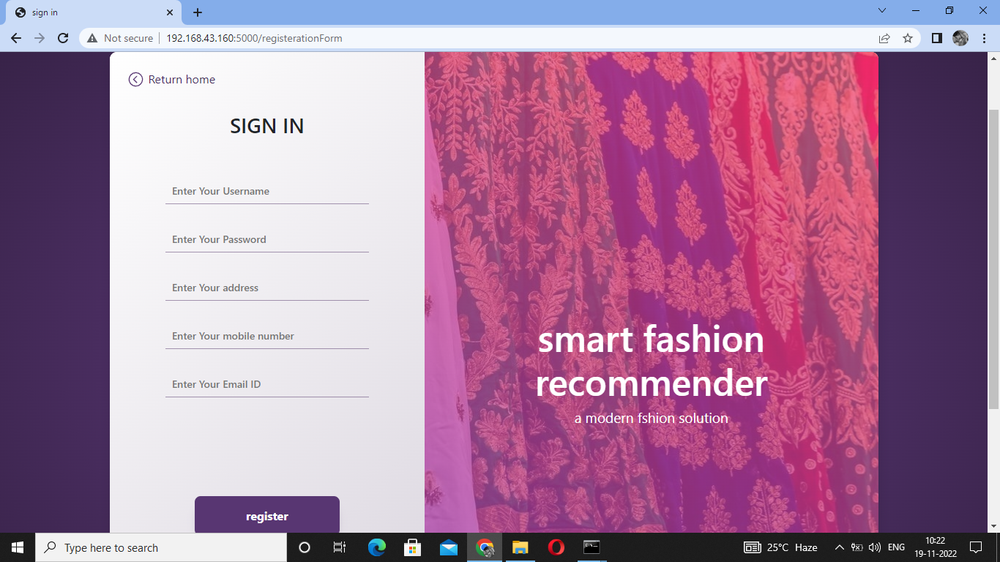 sign in
Not secure
192.168.43.160:5000/registerationForm
Return home
SIGN IN
Enter Your Username
Enter Your Password
Enter Your address
Enter Your mobile number
Enter Your Email ID
register
smart fashion
recommender
a modern fshion solution
Type here to search
25°C Haze
ENG
10:22
19-11-2022